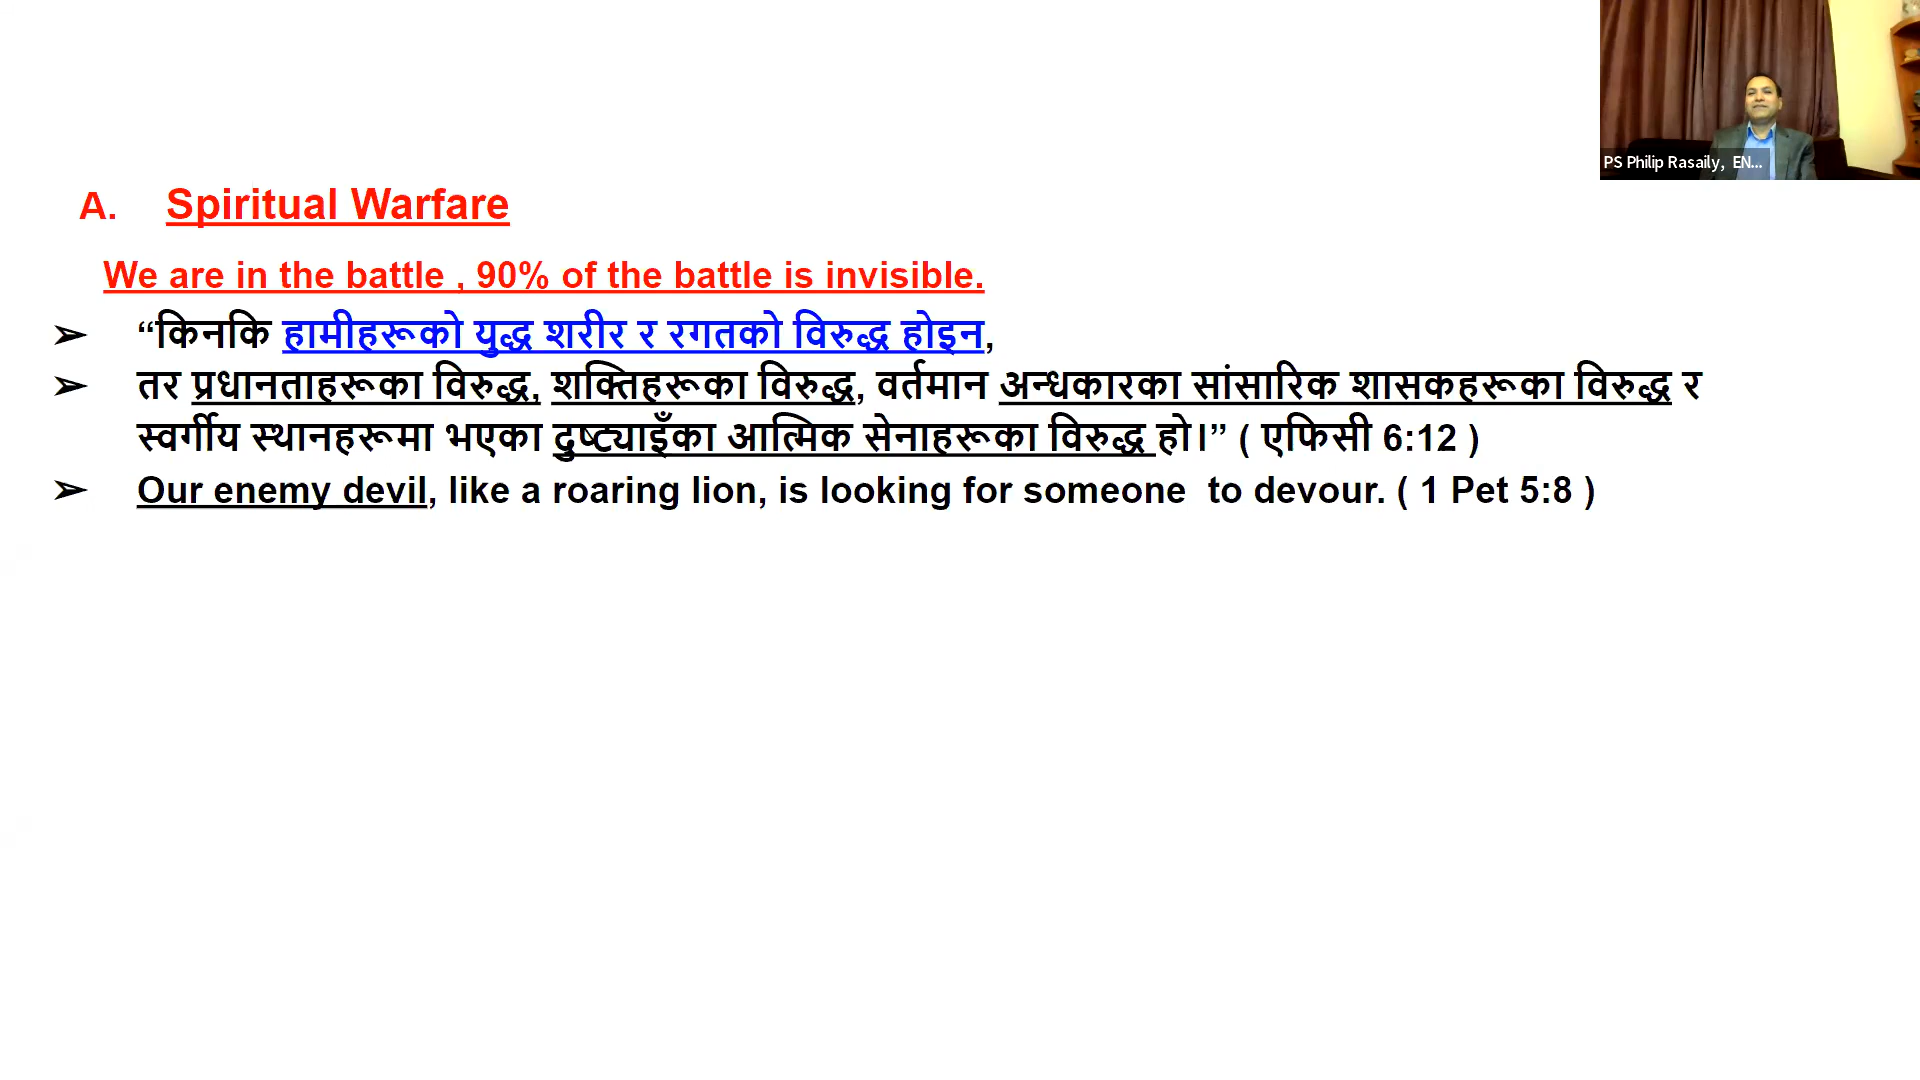 PS Philip Rasaily, EN...
A. Spiritual Warfare
We are in the battle , 90% of the battle is invisible.
➢ “किनकि हामीहरूको युद्ध शरीर र रगतको विरुद्ध होइन,
➢ तर प्रधानताहरूका विरुद्ध, शक्तिहरूका विरुद्ध, वर्तमान अन्धकारका सांसारिक शासकहरूका विरुद्ध र
स्वर्गीय स्थानहरूमा भएका दुष्ट्याइँका आत्मिक सेनाहरूका विरुद्ध हो।” ( एफिसी 6:12 )
➢ Our enemy devil, like a roaring lion, is looking for someone to devour. ( 1 Pet 5:8 )